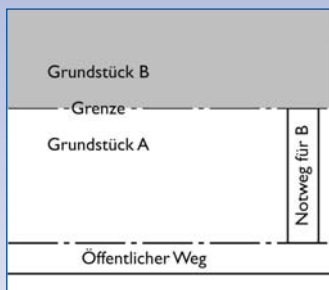 Grundstück B
Grenze
Grundstück A
Notweg für B
Öffentlicher Weg